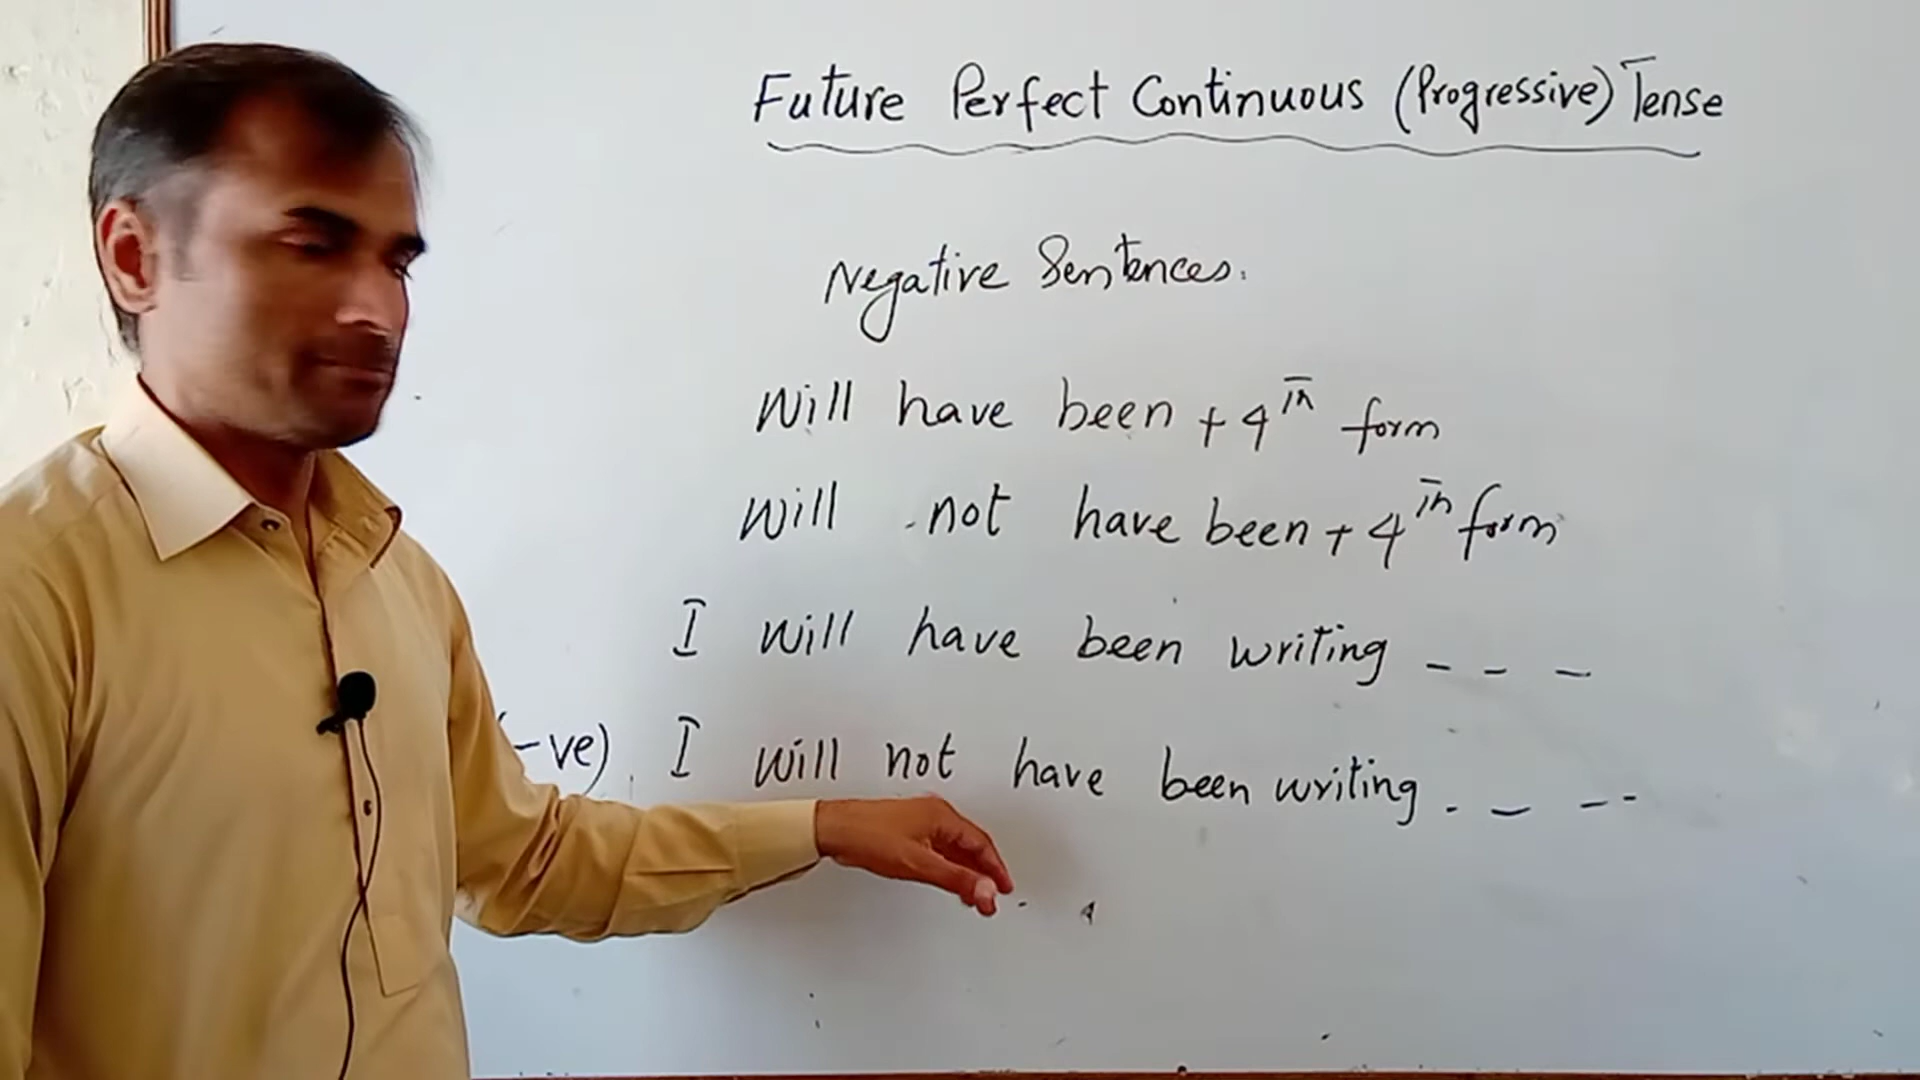 Future Perfect Continuous (Progressive) Tense
Negative Sentences.
Will have been + 4th form
Will not have been + 4th form
I will have been writing - - -
(-ve). I will not have been writing - - - -